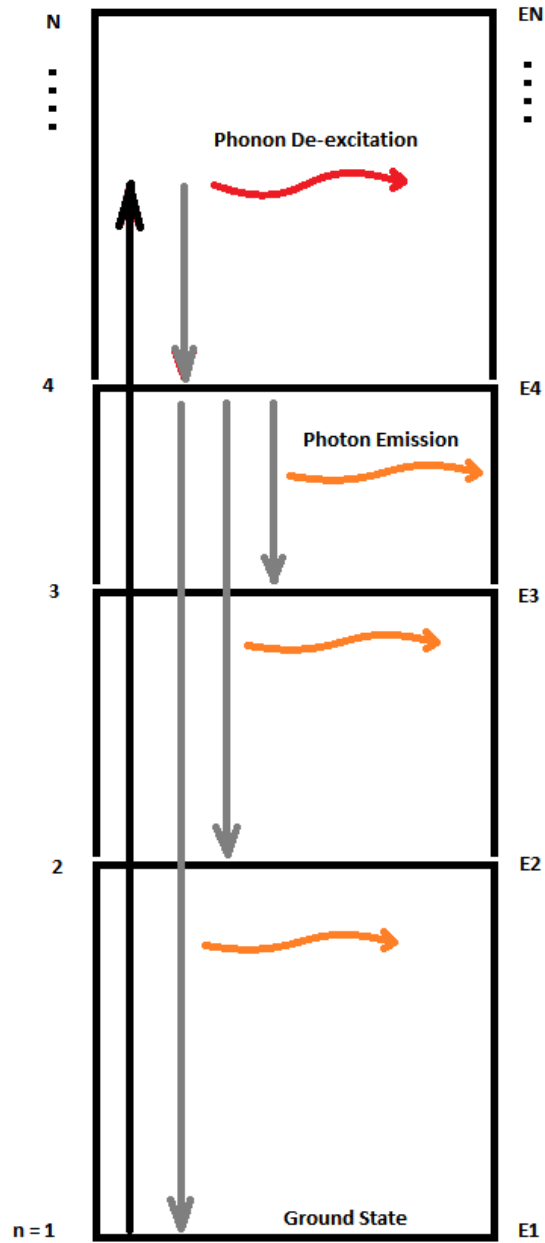 N
EN
Phonon De-excitation
4
E4
Photon Emission
3
E3
2
E2
Ground State
n = 1
E1